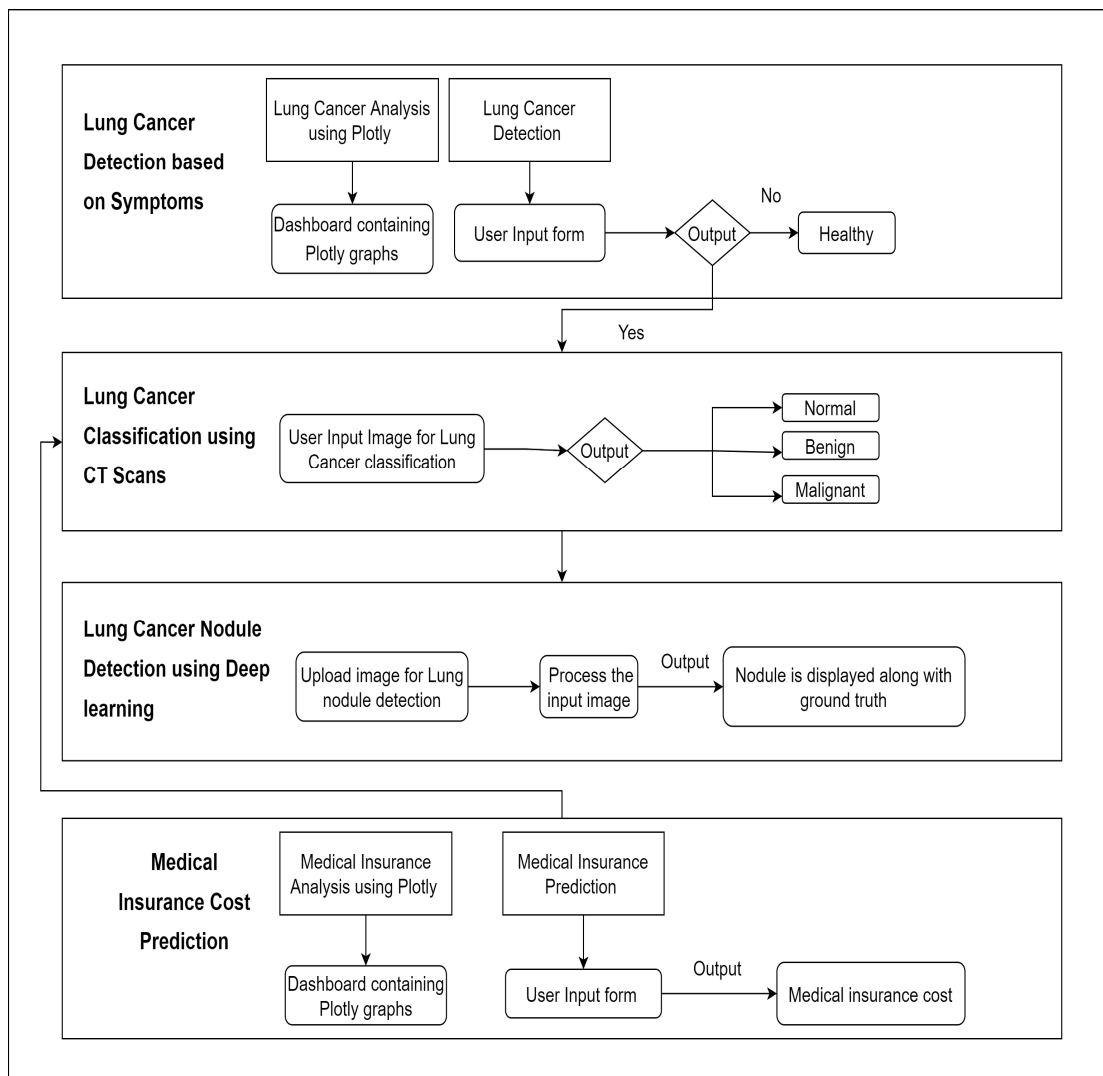 Lung Cancer
Detection based
on Symptoms
Lung Cancer Analysis
using Plotly
Lung Cancer
Detection
Dashboard containing
Plotly graphs
User Input form
Output
No
Healthy
Yes
Lung Cancer
Classification using
CT Scans
User Input Image for Lung
Cancer classification
Output
Normal
Benign
Malignant
Lung Cancer Nodule
Detection using Deep
learning
Upload image for Lung
nodule detection
Process the
input image
Output
Nodule is displayed along with
ground truth
Medical
Insurance Cost
Prediction
Medical Insurance
Analysis using Plotly
Medical Insurance
Prediction
Dashboard containing
Plotly graphs
User Input form
Output
Medical insurance cost